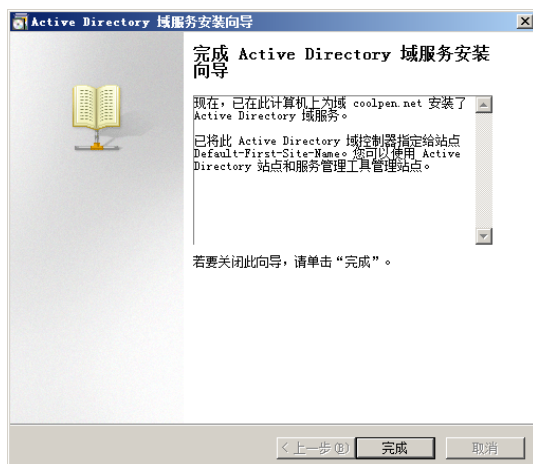 Active Directory 域服务安装向导
完成 Active Directory 域服务安装
向导
现在，已在此计算机上为域 coolpen.net 安装了
Active Directory 域服务。
已将此 Active Directory 域控制器指定给站点
Default-First-Site-Name。您可以使用 Active
Directory 站点和服务管理工具管理站点。
若要关闭此向导，请单击“完成”。
< 上一步(B)
完成
取消